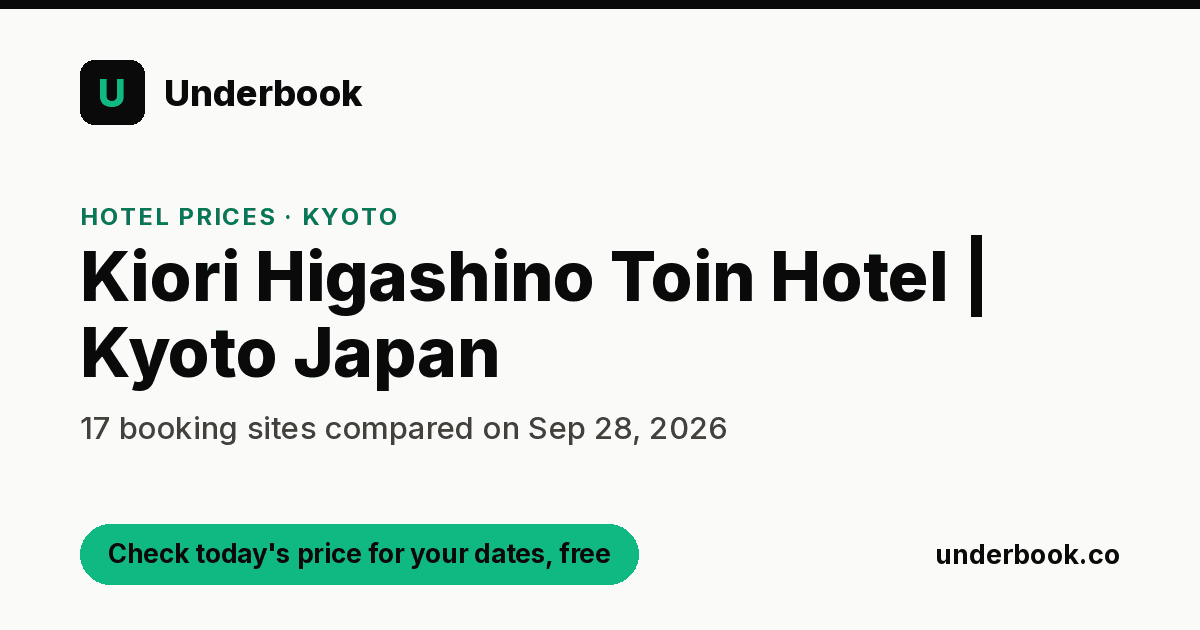 U Underbook
HOTEL PRICES · KYOTO
Kiori Higashino Toin Hotel |
Kyoto Japan
17 booking sites compared on Sep 28, 2026
Check today's price for your dates, free
underbook.co